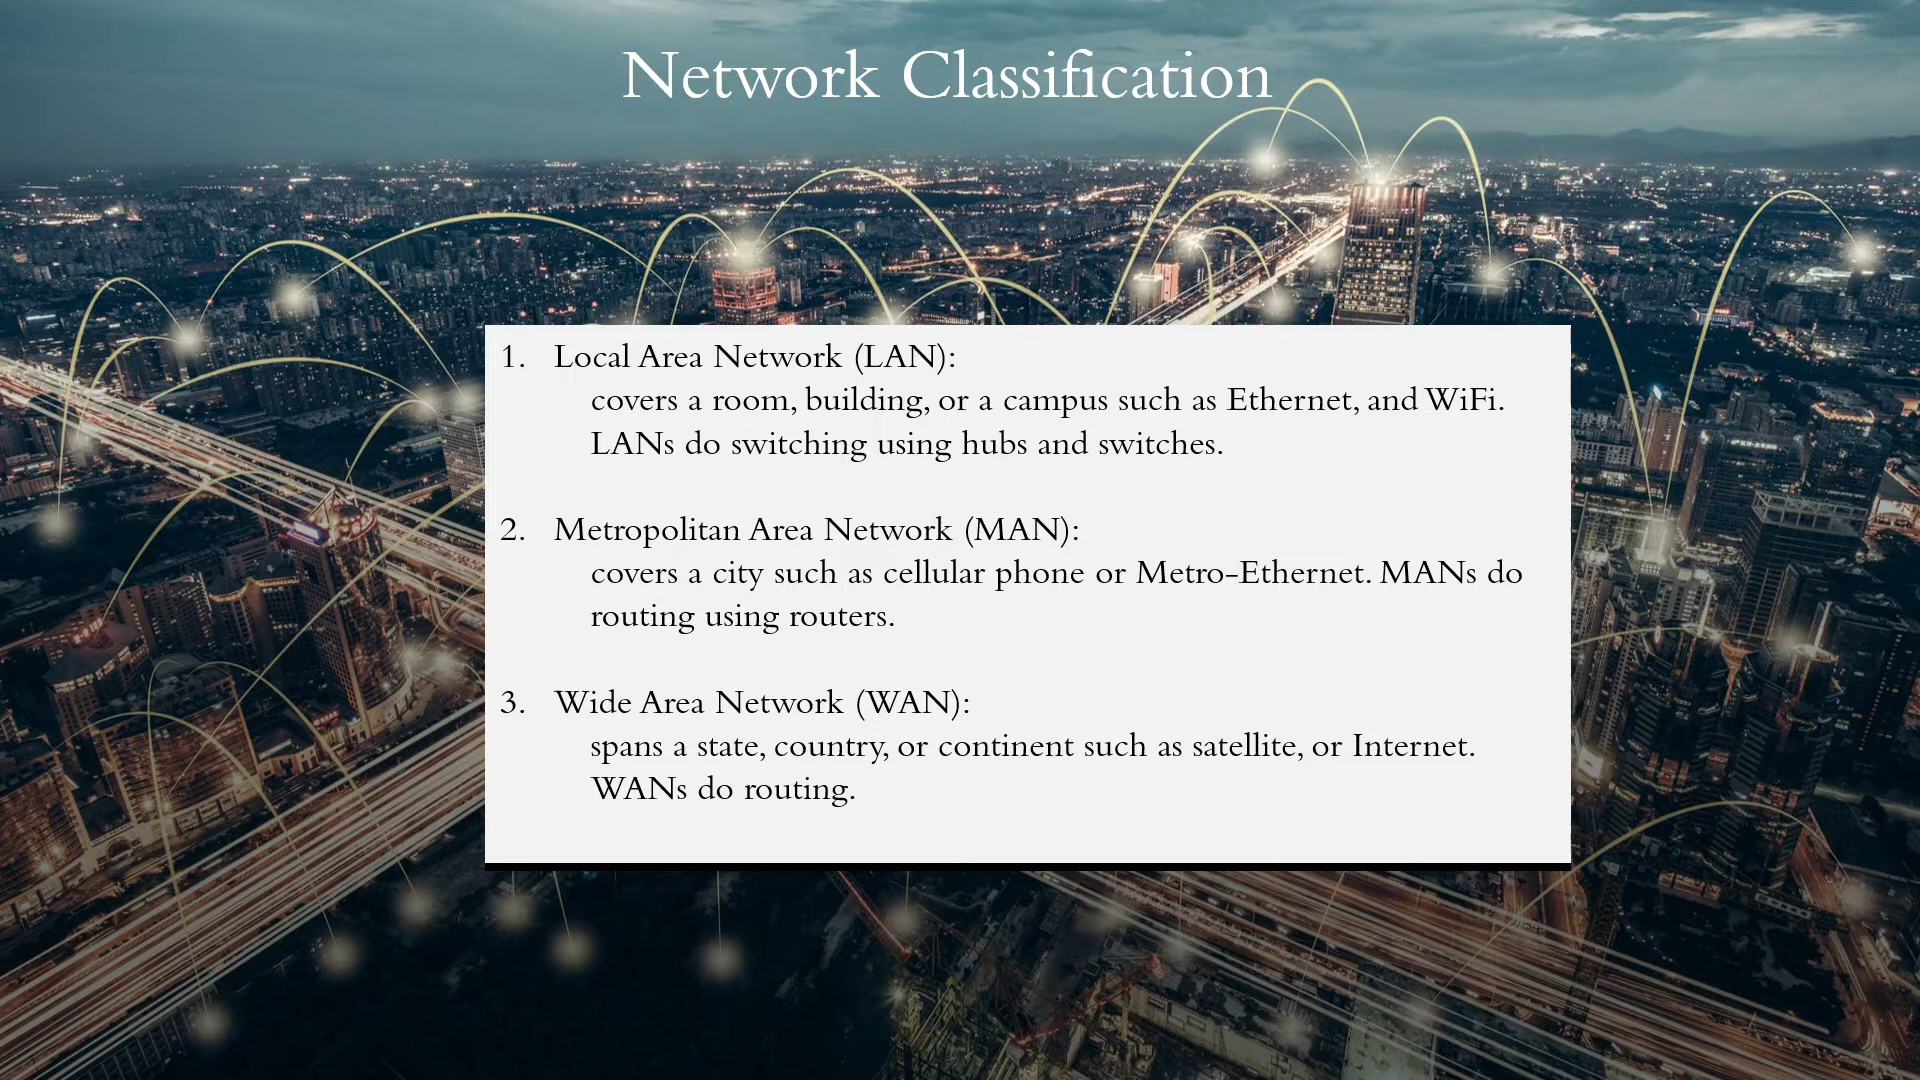 Network Classification
1. Local Area Network (LAN):
covers a room, building, or a campus such as Ethernet, and WiFi.
LANs do switching using hubs and switches.
2. Metropolitan Area Network (MAN):
covers a city such as cellular phone or Metro-Ethernet. MANs do
routing using routers.
3. Wide Area Network (WAN):
spans a state, country, or continent such as satellite, or Internet.
WANs do routing.